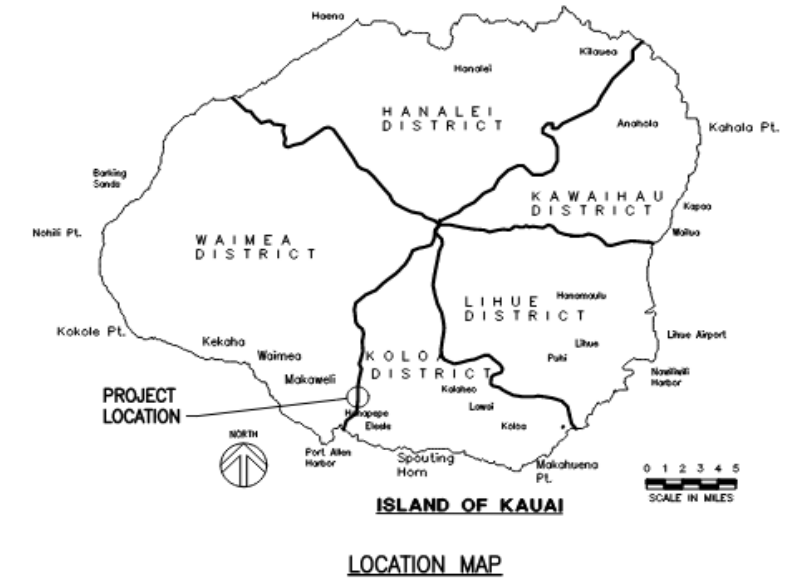 Haena
Kilauea
Hanalei
HANALEI
DISTRICT
Anahola
Kahala Pt.
Barking
Sands
KAWAIHAU
DISTRICT
Kapaa
Wailua
Nohili Pt.
WAIMEA
DISTRICT
LIHUE
DISTRICT
Hanamaulu
Kokole Pt.
Kekaha
Waimea
Makaweli
KOLOA
DISTRICT
Lihue
Puhi
Lihue Airport
Nawiliwili
Harbor
PROJECT
LOCATION
Kalaheo
Lawai
Koloa
Hanapepe
Eleele
NORTH
Port Allen
Harbor
Spouting
Horn
Makahuena
Pt.
0 1 2 3 4 5
SCALE IN MILES
ISLAND OF KAUAI
LOCATION MAP